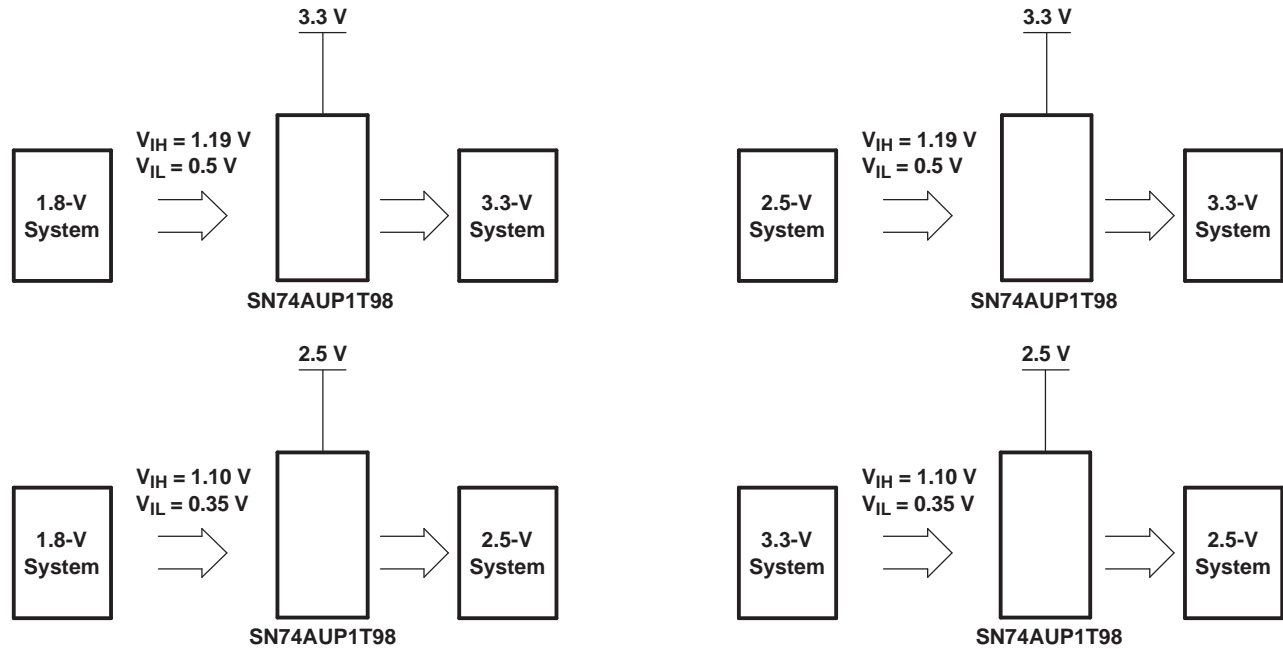 3.3 V
V_IH = 1.19 V
V_IL = 0.5 V
1.8-V
System
3.3-V
System
SN74AUP1T98
3.3 V
V_IH = 1.19 V
V_IL = 0.5 V
2.5-V
System
3.3-V
System
SN74AUP1T98
2.5 V
V_IH = 1.10 V
V_IL = 0.35 V
1.8-V
System
2.5-V
System
SN74AUP1T98
2.5 V
V_IH = 1.10 V
V_IL = 0.35 V
3.3-V
System
2.5-V
System
SN74AUP1T98